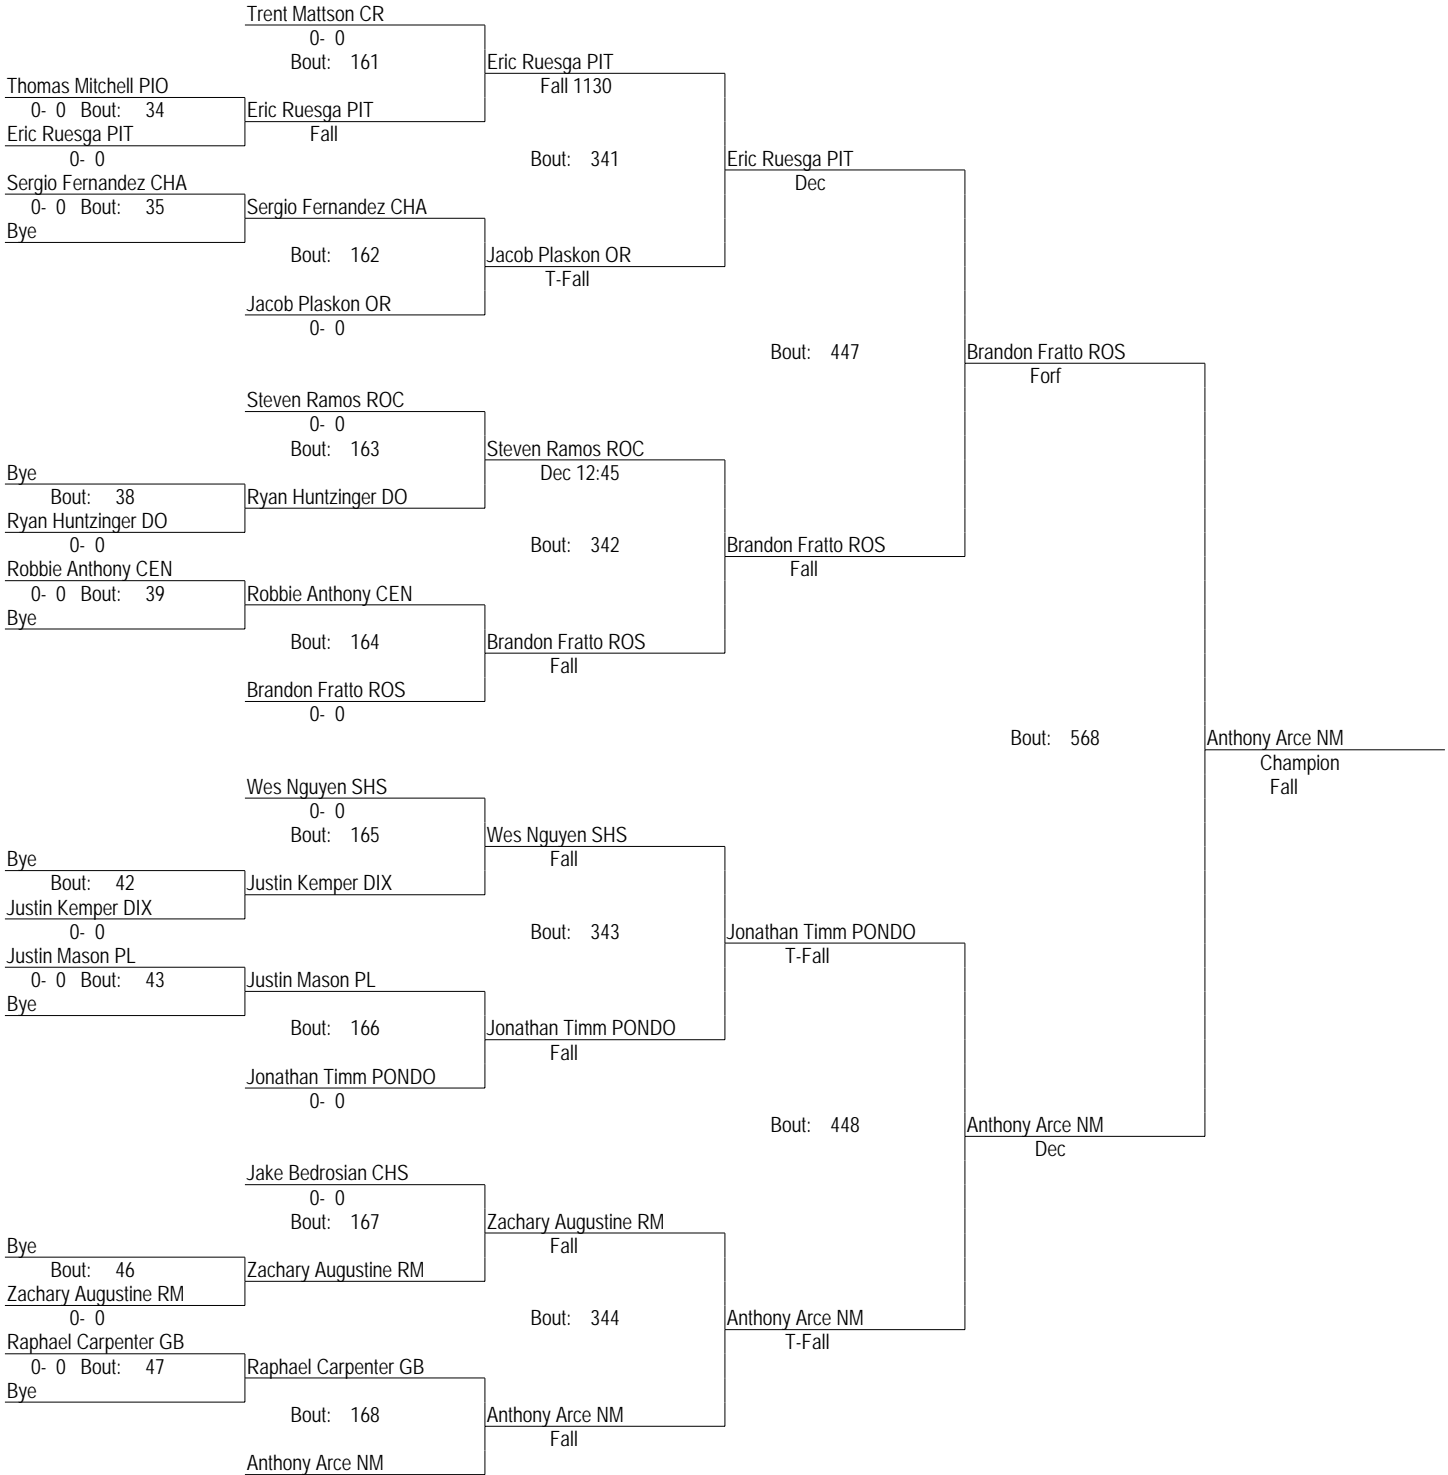 Trent Mattson CR
0- 0
Bout: 161
Eric Ruesga PIT
Fall 1130
Thomas Mitchell PIO
0- 0 Bout: 34
Eric Ruesga PIT
Fall
Eric Ruesga PIT
0- 0
Bout: 341
Eric Ruesga PIT
Dec
Sergio Fernandez CHA
0- 0 Bout: 35
Sergio Fernandez CHA
Bye
Bout: 162
Jacob Plaskon OR
T-Fall
Jacob Plaskon OR
0- 0
Bout: 447
Brandon Fratto ROS
Forf
Steven Ramos ROC
0- 0
Bout: 163
Steven Ramos ROC
Dec 12:45
Bye
Bout: 38
Ryan Huntzinger DO
Ryan Huntzinger DO
0- 0
Bout: 342
Brandon Fratto ROS
Fall
Robbie Anthony CEN
0- 0 Bout: 39
Robbie Anthony CEN
Bye
Bout: 164
Brandon Fratto ROS
Fall
Brandon Fratto ROS
0- 0
Bout: 568
Anthony Arce NM
Champion
Fall
Wes Nguyen SHS
0- 0
Bout: 165
Wes Nguyen SHS
Fall
Bye
Bout: 42
Justin Kemper DIX
Justin Kemper DIX
0- 0
Bout: 343
Jonathan Timm PONDO
T-Fall
Justin Mason PL
0- 0 Bout: 43
Justin Mason PL
Bye
Bout: 166
Jonathan Timm PONDO
Fall
Jonathan Timm PONDO
0- 0
Bout: 448
Anthony Arce NM
Dec
Jake Bedrosian CHS
0- 0
Bout: 167
Zachary Augustine RM
Fall
Bye
Bout: 46
Zachary Augustine RM
Zachary Augustine RM
0- 0
Bout: 344
Anthony Arce NM
T-Fall
Raphael Carpenter GB
0- 0 Bout: 47
Raphael Carpenter GB
Bye
Bout: 168
Anthony Arce NM
Fall
Anthony Arce NM